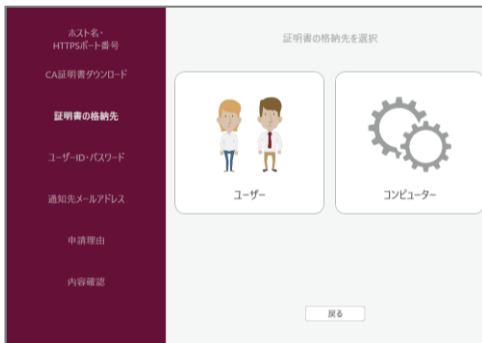 ホスト名・
HTTPSポート番号
CA証明書ダウンロード
証明書の格納先
ユーザーID・パスワード
通知先メールアドレス
申請理由
内容確認
証明書の格納先を選択
ユーザー
コンピューター
戻る